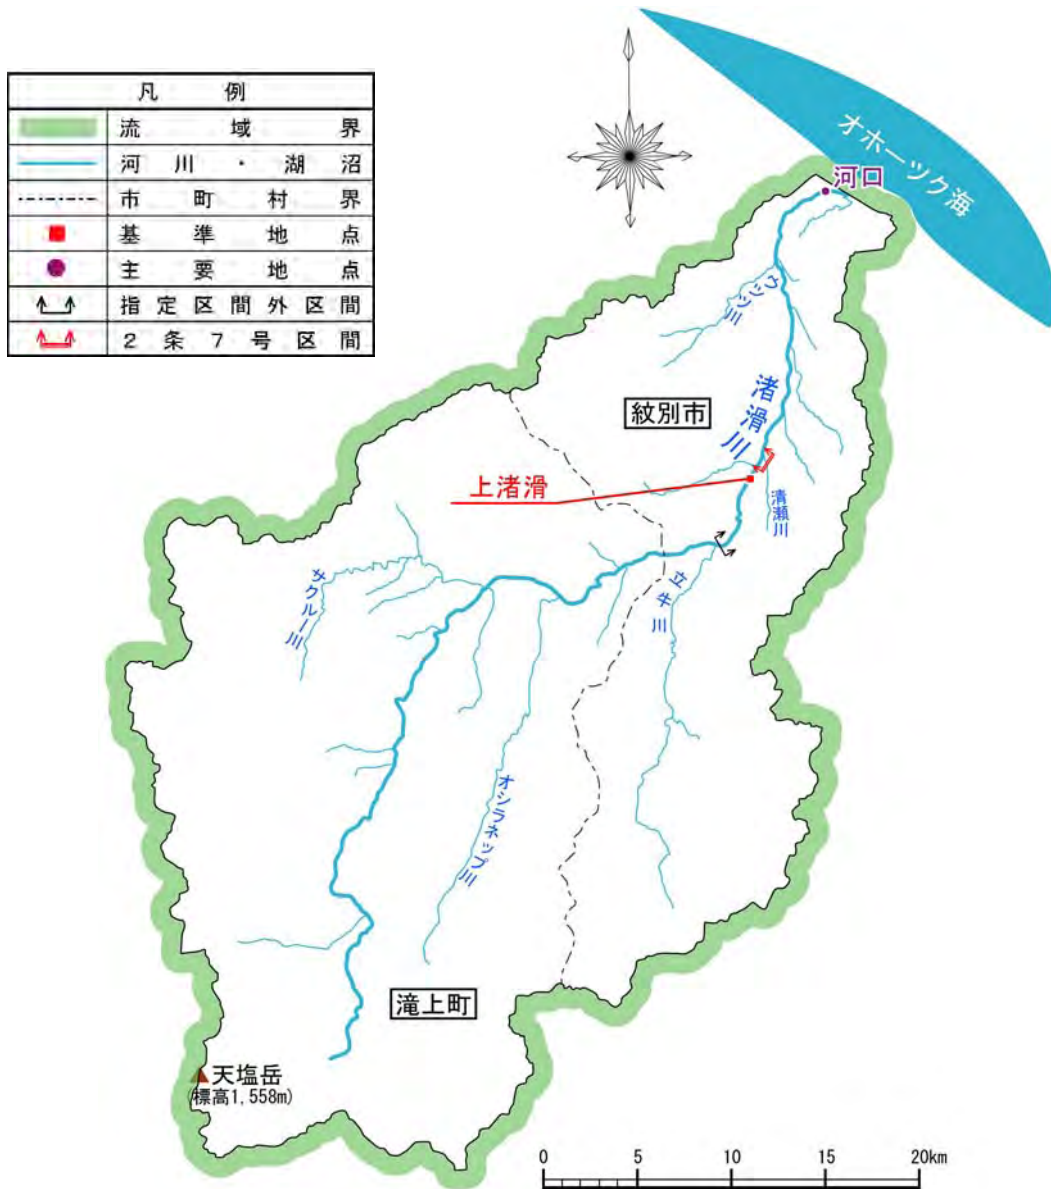 凡例
流域界
河川・湖沼
市町村界
基準地点
主要地点
指定区間外区間
2条7号区間
オホーツク海
河口
ウツツ川
渚滑川
紋別市
上渚滑
清瀬川
立牛川
サクルー川
オシラネップ川
滝上町
天塩岳
(標高1,558m)
0 5 10 15 20km